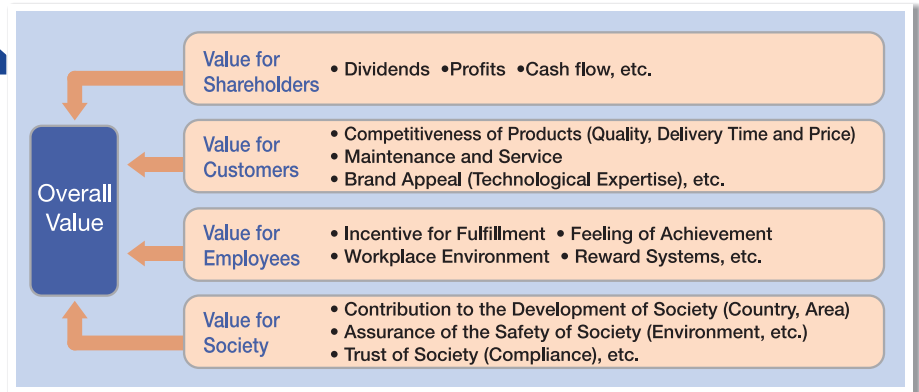 Overall
Value
Value for
Shareholders
• Dividends •Profits •Cash flow, etc.
Value for
Customers
• Competitiveness of Products (Quality, Delivery Time and Price)
• Maintenance and Service
• Brand Appeal (Technological Expertise), etc.
Value for
Employees
• Incentive for Fulfillment • Feeling of Achievement
• Workplace Environment • Reward Systems, etc.
Value for
Society
• Contribution to the Development of Society (Country, Area)
• Assurance of the Safety of Society (Environment, etc.)
• Trust of Society (Compliance), etc.